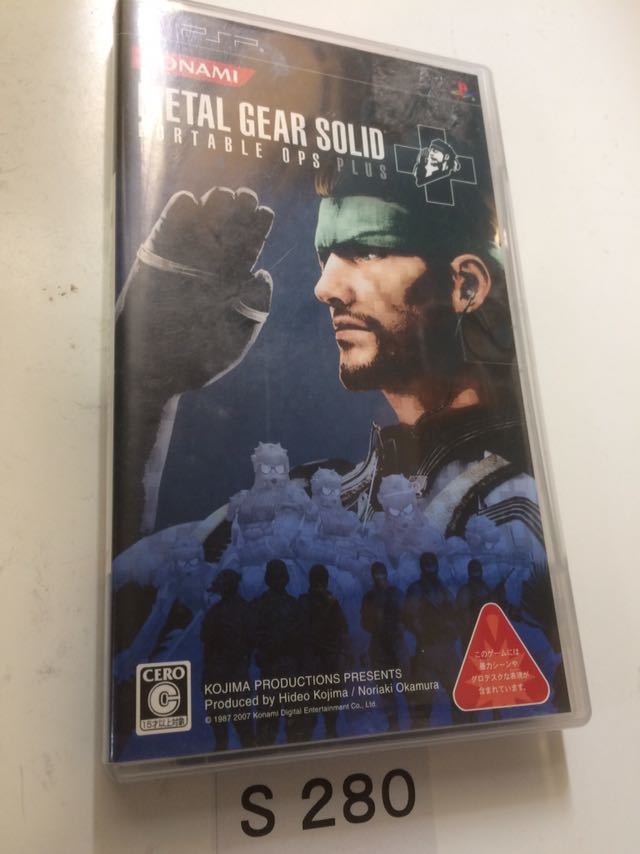 PSP
KONAMI
METAL GEAR SOLID
PORTABLE OPS PLUS
CERO
C
15才以上対象
KOJIMA PRODUCTIONS PRESENTS
Produced by Hideo Kojima / Noriaki Okamura
© 1987 2007 Konami Digital Entertainment Co., Ltd.
このゲームには
暴力シーンや
グロテスクな表現が
含まれています。
S 280